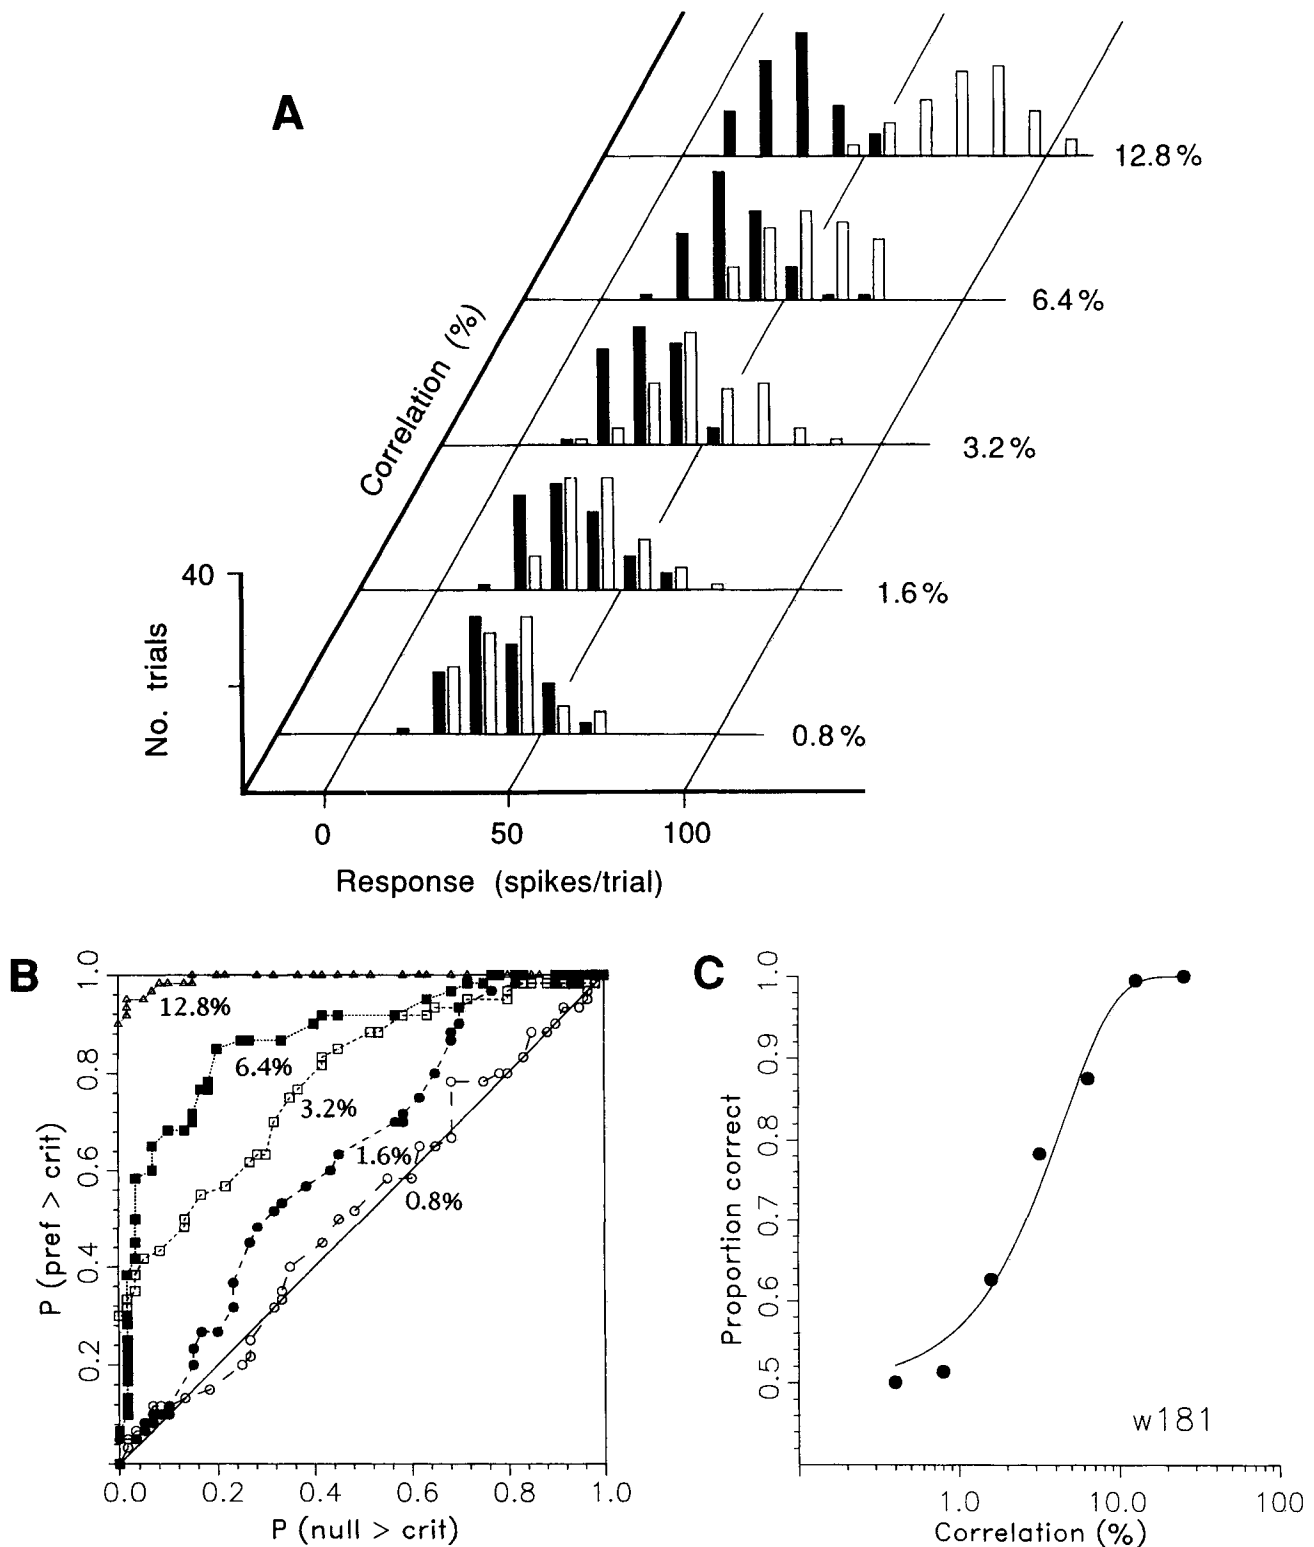 A
12.8 %
6.4 %
Correlation (%)
3.2 %
40
1.6 %
No. trials
0.8 %
0 50 100
Response (spikes/trial)
B
1.0
0.8
0.6
0.4
0.2
P (pref > crit)
12.8%
6.4%
3.2%
1.6%
0.8%
0.0 0.2 0.4 0.6 0.8 1.0
P (null > crit)
C
1.0
0.9
0.8
0.7
0.6
0.5
Proportion correct
w181
1.0 10.0 100
Correlation (%)